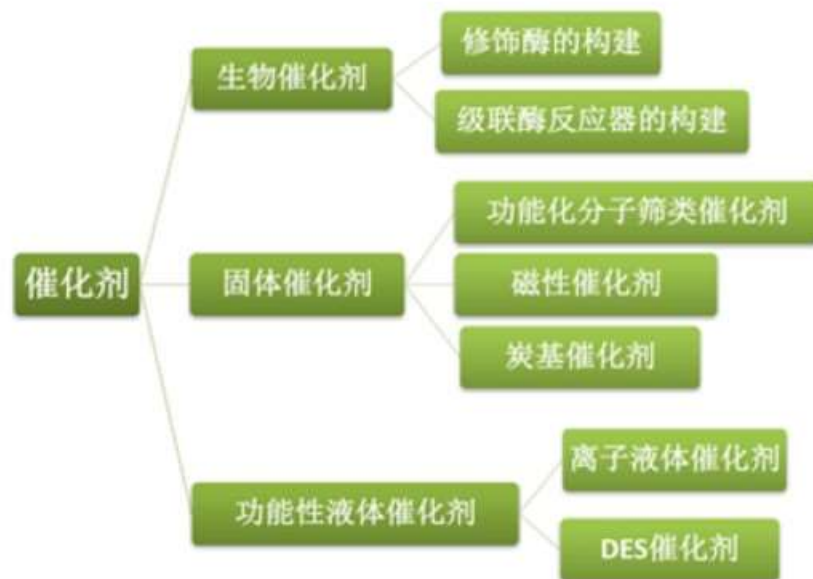 催化剂
生物催化剂
修饰酶的构建
级联酶反应器的构建
固体催化剂
功能化分子筛类催化剂
磁性催化剂
炭基催化剂
功能性液体催化剂
离子液体催化剂
DES催化剂